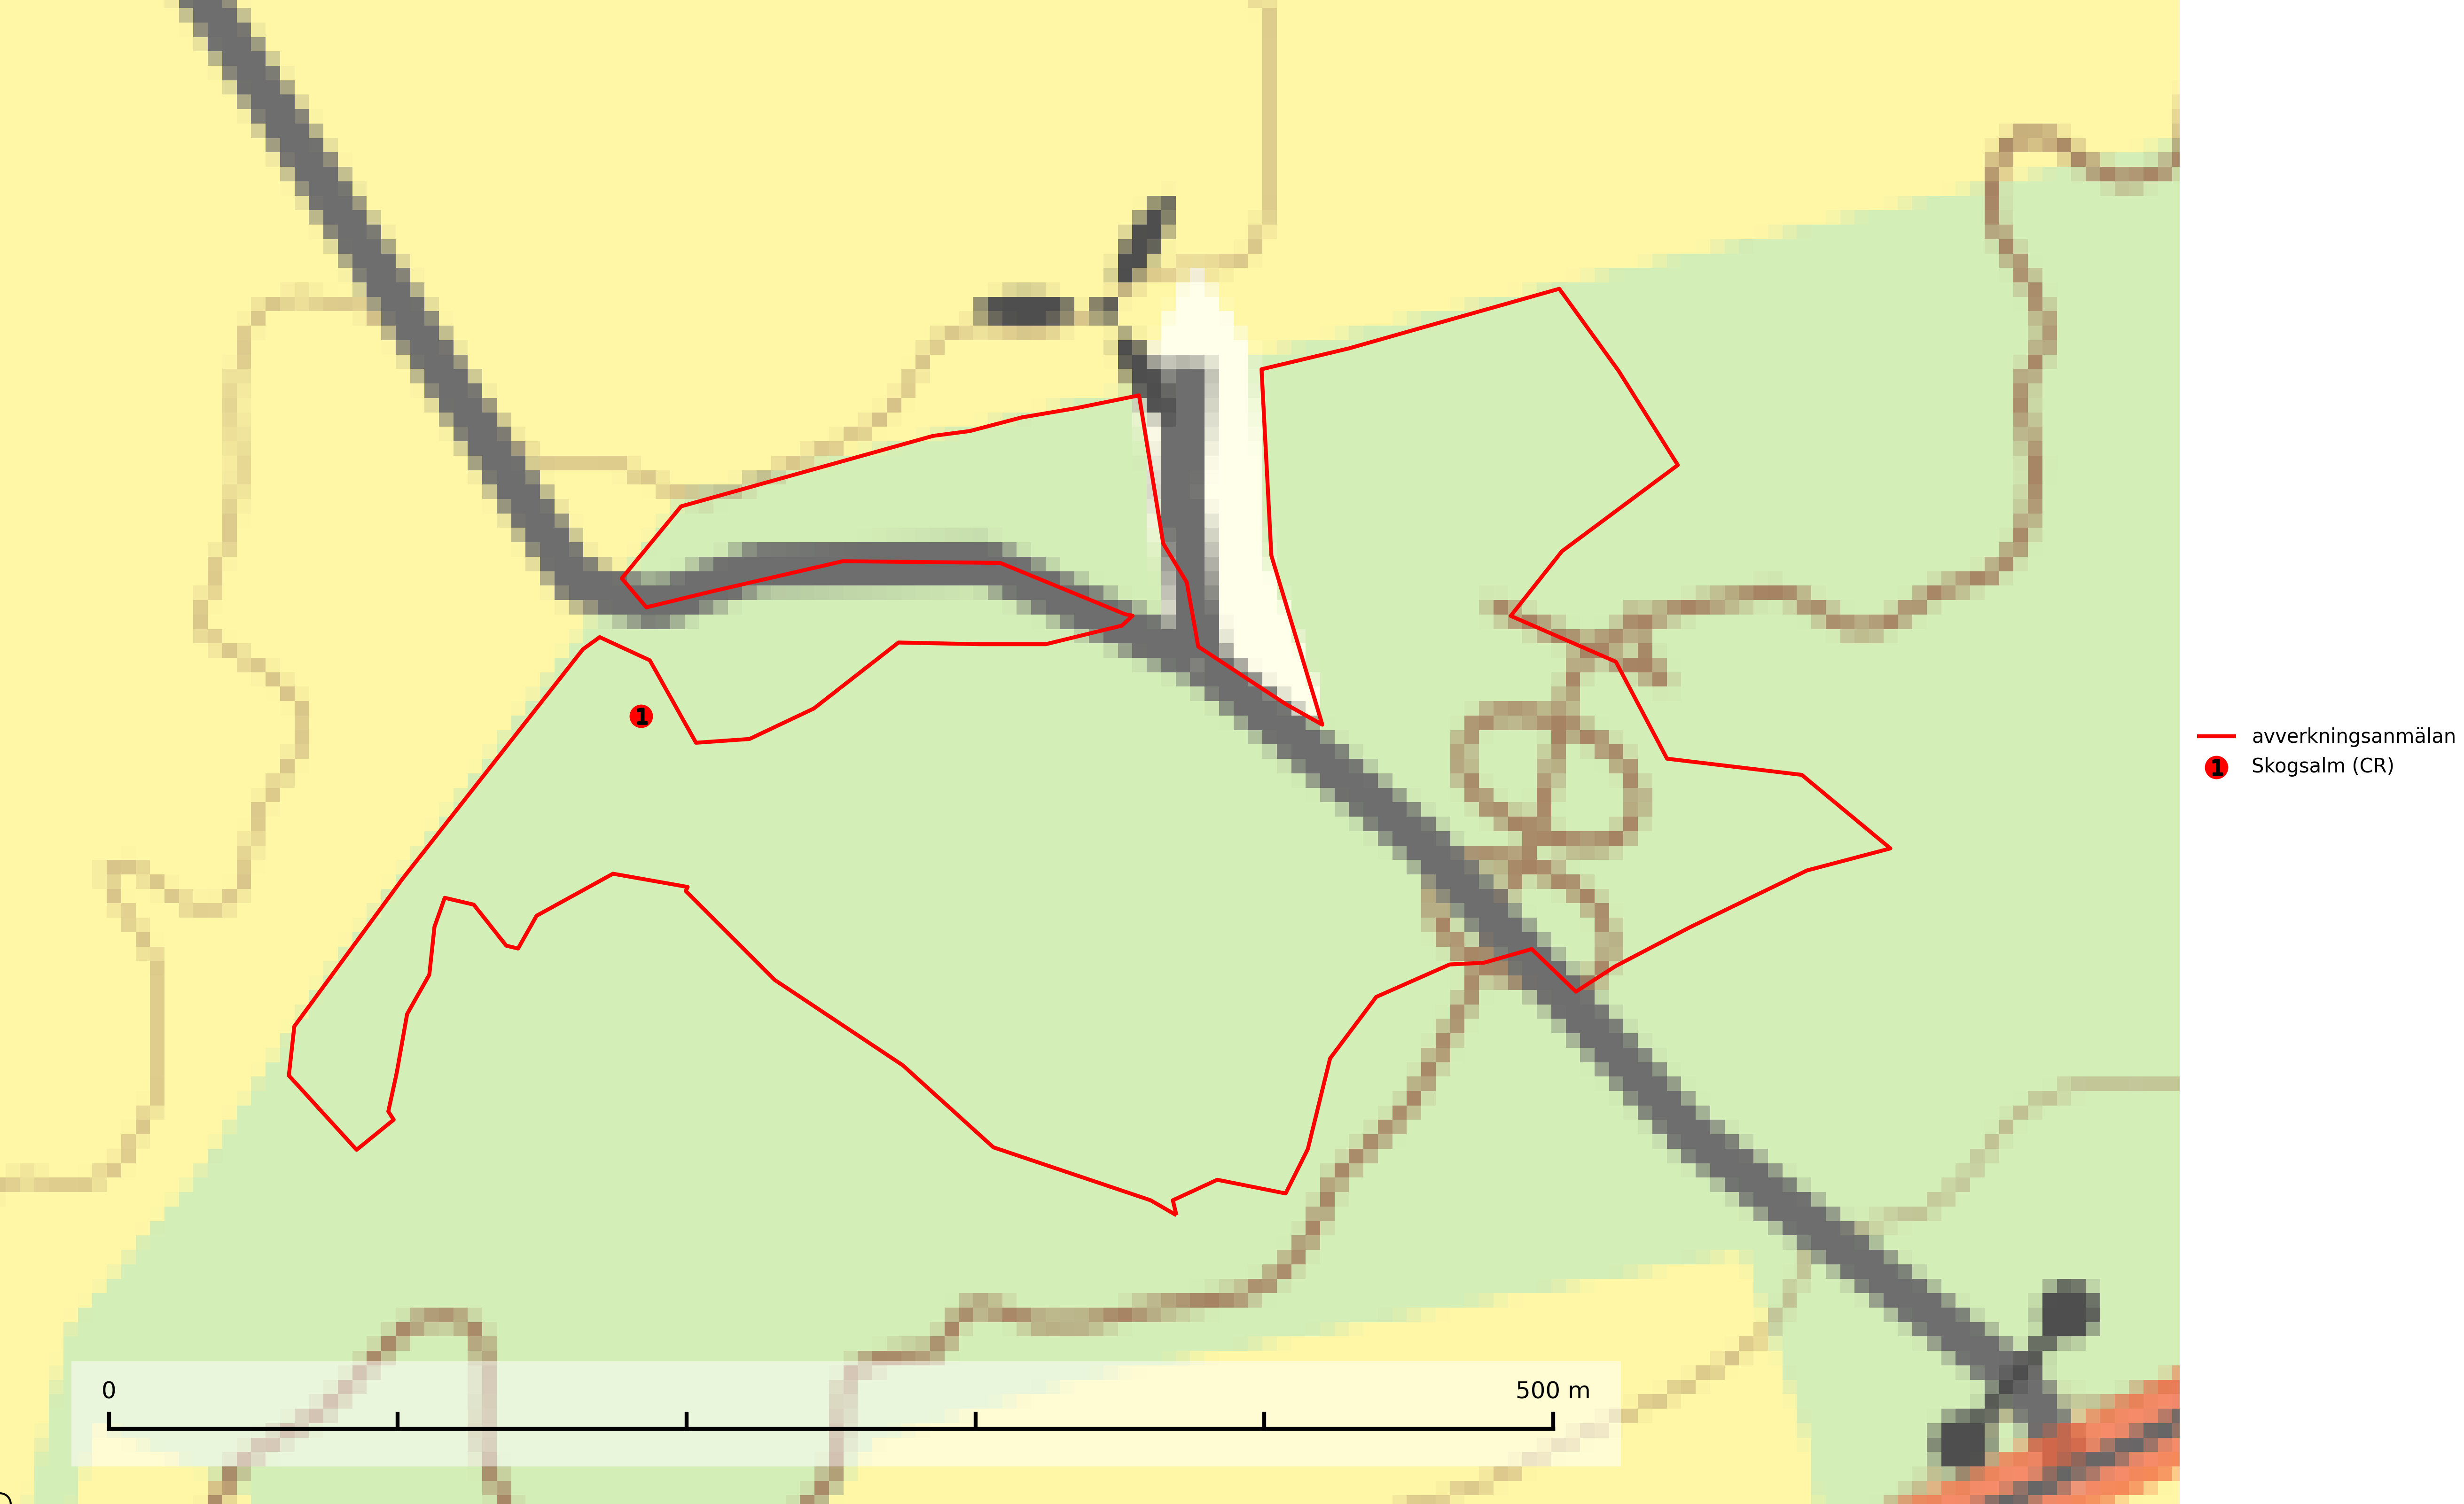 1
avverkningsanmälan
1 Skogsalm (CR)
0 500 m